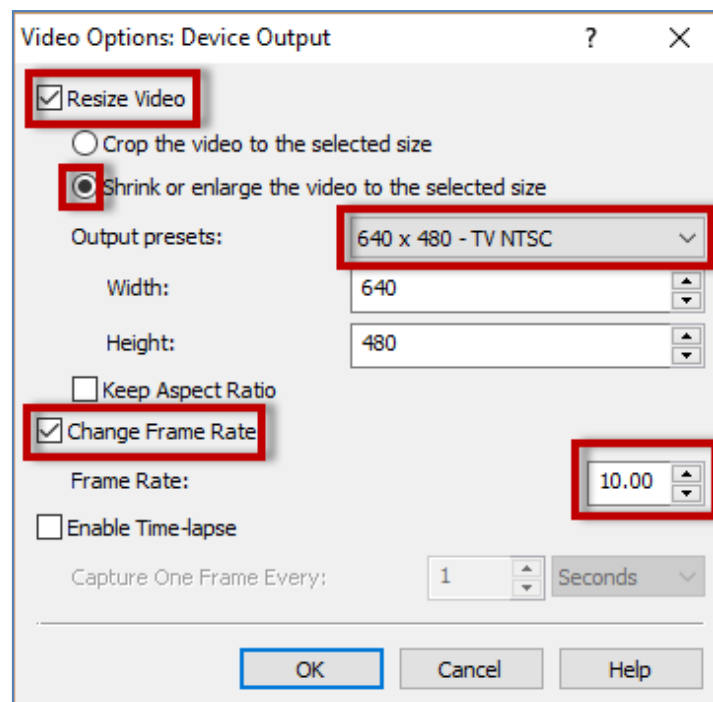 Video Options: Device Output ?
Resize Video
Crop the video to the selected size
Shrink or enlarge the video to the selected size
Output presets: 640 x 480 - TV NTSC
Width: 640
Height: 480
Keep Aspect Ratio
Change Frame Rate
Frame Rate: 10.00
Enable Time-lapse
Capture One Frame Every: 1 Seconds
OK Cancel Help